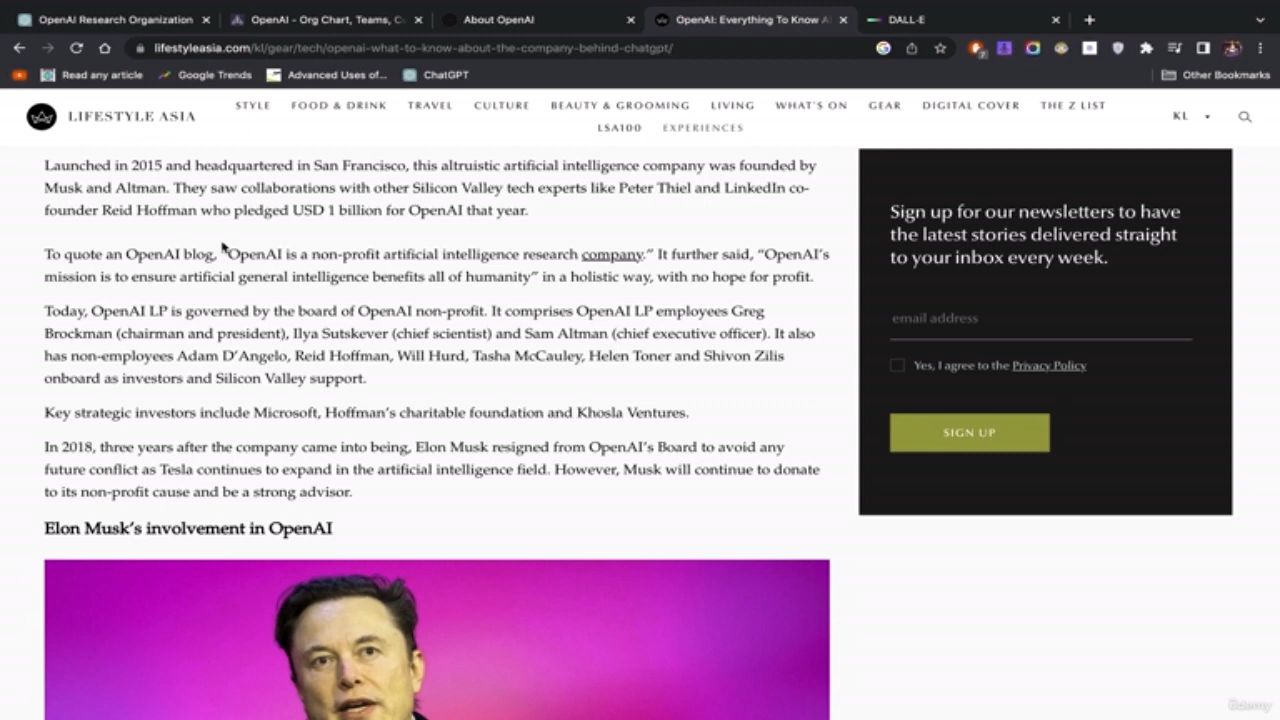 OpenAI Research Organization
OpenAI - Org Chart, Teams, C
About OpenAI
OpenAI: Everything To Know A
DALL·E
lifestyleasia.com/kl/gear/tech/openai-what-to-know-about-the-company-behind-chatgpt/
Read any article
Google Trends
Advanced Uses of...
ChatGPT
Other Bookmarks
LIFESTYLE ASIA
STYLE FOOD & DRINK TRAVEL CULTURE BEAUTY & GROOMING LIVING WHAT'S ON GEAR DIGITAL COVER THE Z LIST
LSA100 EXPERIENCES
KL
Launched in 2015 and headquartered in San Francisco, this altruistic artificial intelligence company was founded by
Musk and Altman. They saw collaborations with other Silicon Valley tech experts like Peter Thiel and LinkedIn co-
founder Reid Hoffman who pledged USD 1 billion for OpenAI that year.
To quote an OpenAI blog, “OpenAI is a non-profit artificial intelligence research company.” It further said, “OpenAI’s
mission is to ensure artificial general intelligence benefits all of humanity” in a holistic way, with no hope for profit.
Today, OpenAI LP is governed by the board of OpenAI non-profit. It comprises OpenAI LP employees Greg
Brockman (chairman and president), Ilya Sutskever (chief scientist) and Sam Altman (chief executive officer). It also
has non-employees Adam D’Angelo, Reid Hoffman, Will Hurd, Tasha McCauley, Helen Toner and Shivon Zilis
onboard as investors and Silicon Valley support.
Key strategic investors include Microsoft, Hoffman’s charitable foundation and Khosla Ventures.
In 2018, three years after the company came into being, Elon Musk resigned from OpenAI’s Board to avoid any
future conflict as Tesla continues to expand in the artificial intelligence field. However, Musk will continue to donate
to its non-profit cause and be a strong advisor.
Elon Musk’s involvement in OpenAI
Sign up for our newsletters to have
the latest stories delivered straight
to your inbox every week.
email address
Yes, I agree to the Privacy Policy
SIGN UP
Udemy